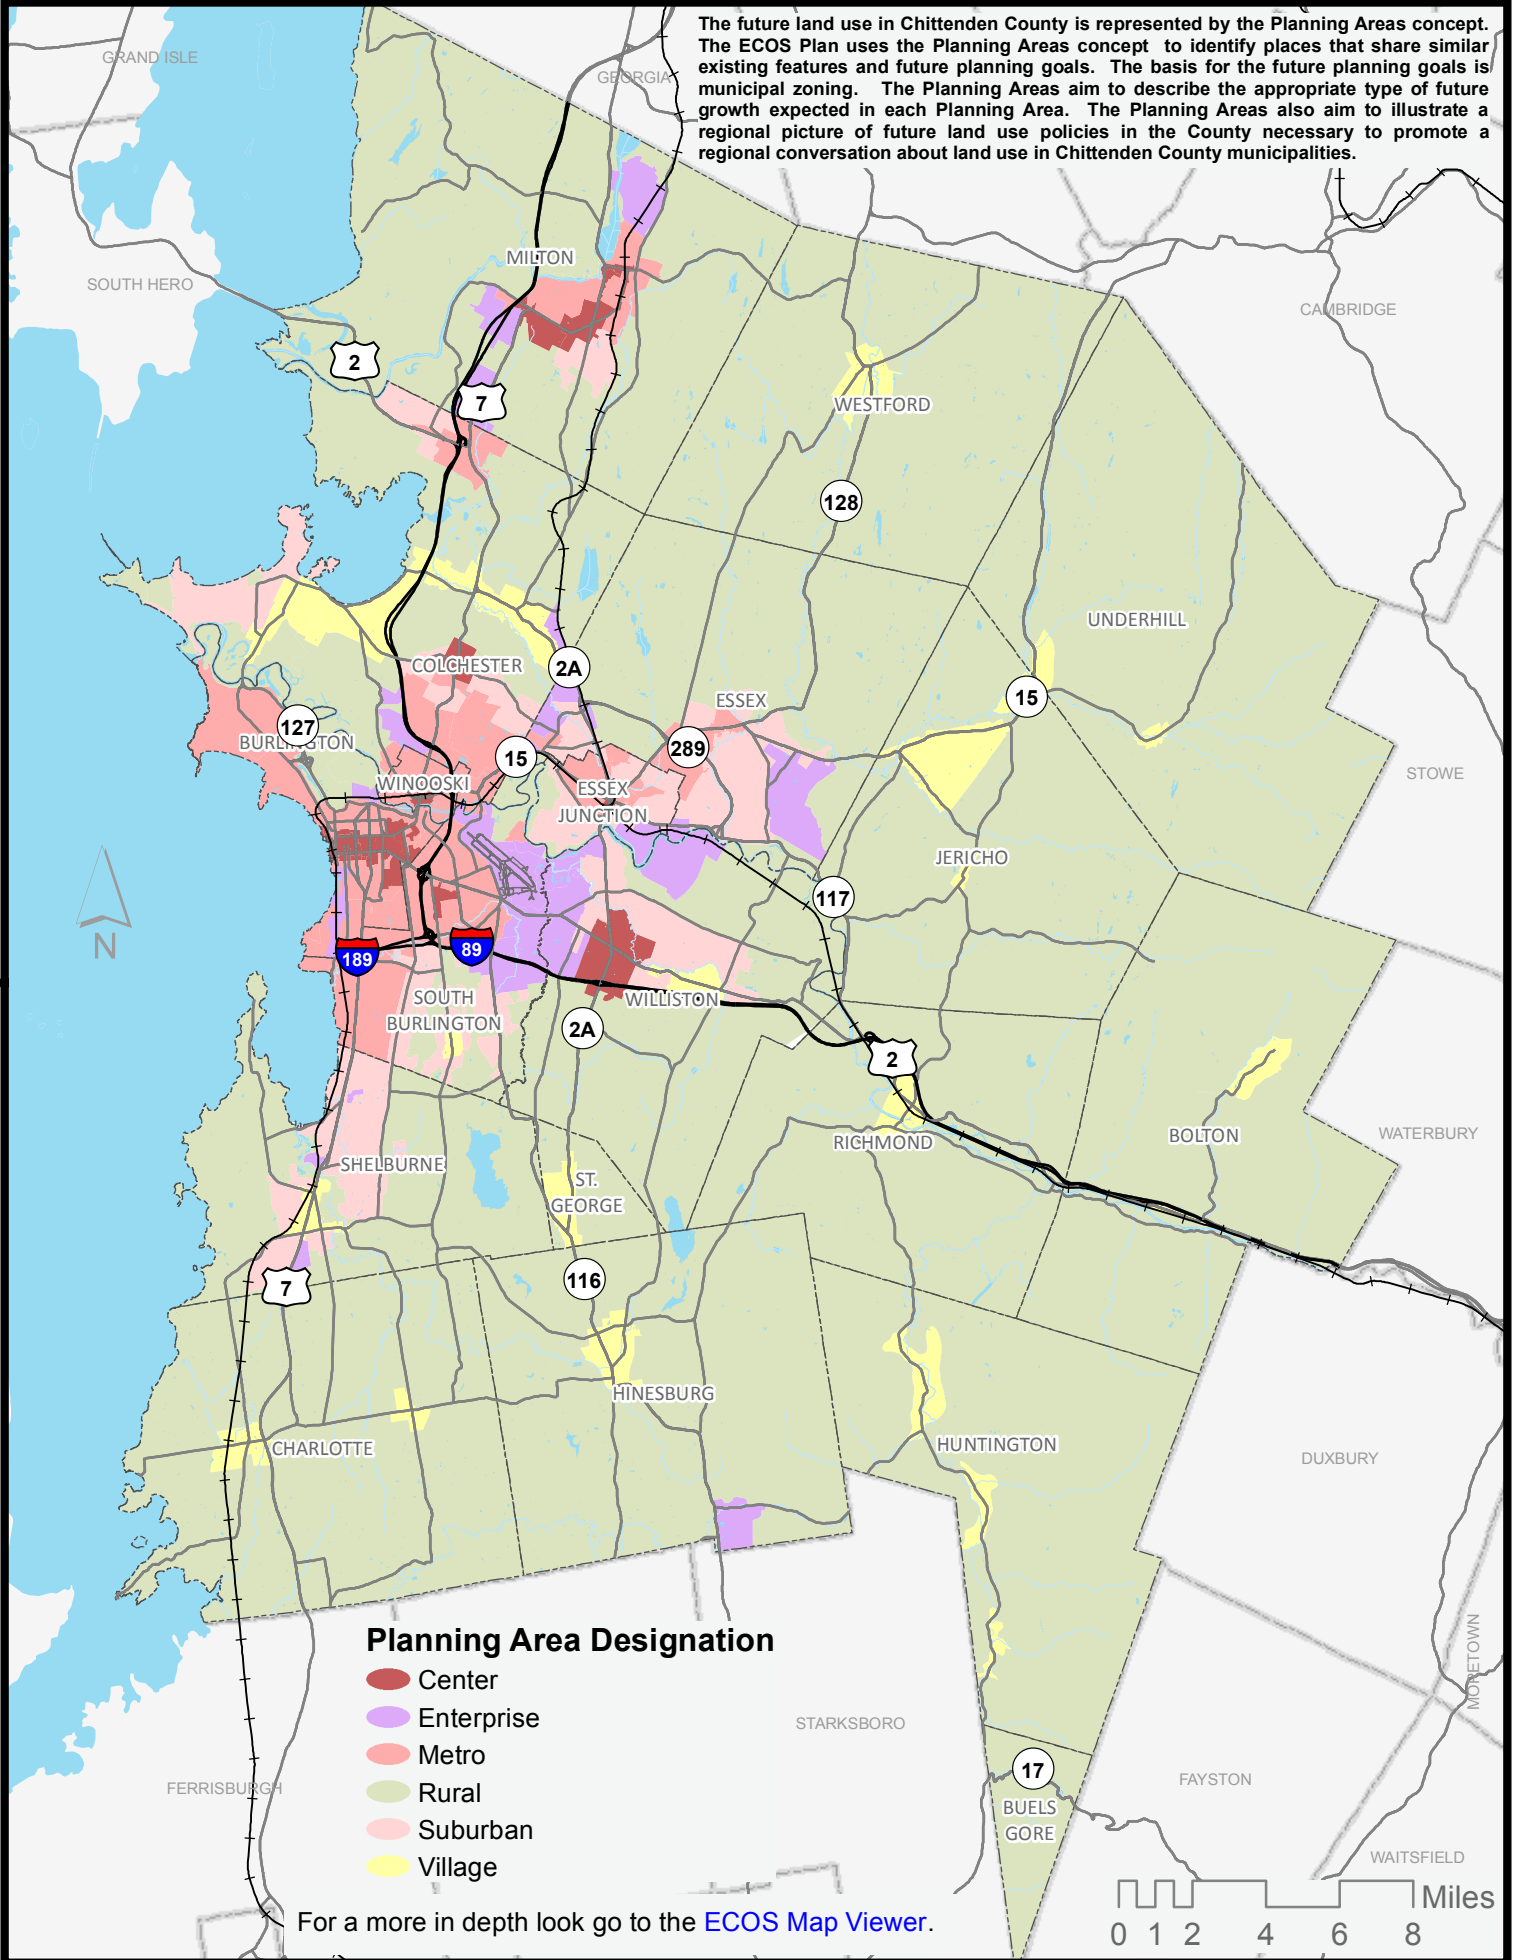 The future land use in Chittenden County is represented by the Planning Areas concept.
The ECOS Plan uses the Planning Areas concept to identify places that share similar
existing features and future planning goals. The basis for the future planning goals is
municipal zoning. The Planning Areas aim to describe the appropriate type of future
growth expected in each Planning Area. The Planning Areas also aim to illustrate a
regional picture of future land use policies in the County necessary to promote a
regional conversation about land use in Chittenden County municipalities.
GRAND ISLE
GEORGIA
MILTON
SOUTH HERO
CAMBRIDGE
2
7
WESTFORD
128
UNDERHILL
COLCHESTER
2A
15
ESSEX
127
BURLINGTON
289
15
WINOOSKI
ESSEX
JUNCTION
STOWE
JERICHO
117
N
189
89
SOUTH
BURLINGTON
WILLISTON
2A
2
RICHMOND
BOLTON
WATERBURY
SHELBURNE
ST.
GEORGE
7
116
HINESBURG
CHARLOTTE
HUNTINGTON
DUXBURY
MORETOWN
STARKSBORO
FERRISBURGH
17
BUELS
GORE
FAYSTON
WAITSFIELD
Planning Area Designation
Center
Enterprise
Metro
Rural
Suburban
Village
For a more in depth look go to the ECOS Map Viewer.
Miles
0 1 2 4 6 8